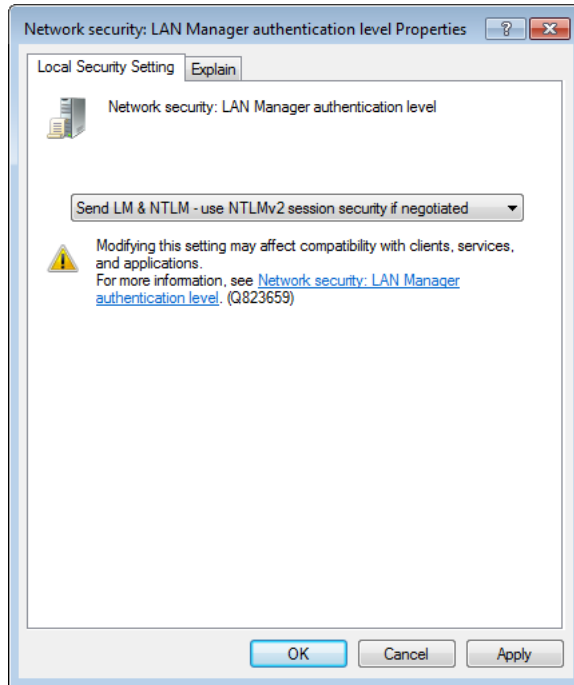 Network security: LAN Manager authentication level Properties
Local Security Setting
Explain
Network security: LAN Manager authentication level
Send LM & NTLM - use NTLMv2 session security if negotiated
Modifying this setting may affect compatibility with clients, services,
and applications.
For more information, see Network security: LAN Manager
authentication level. (Q823659)
OK
Cancel
Apply